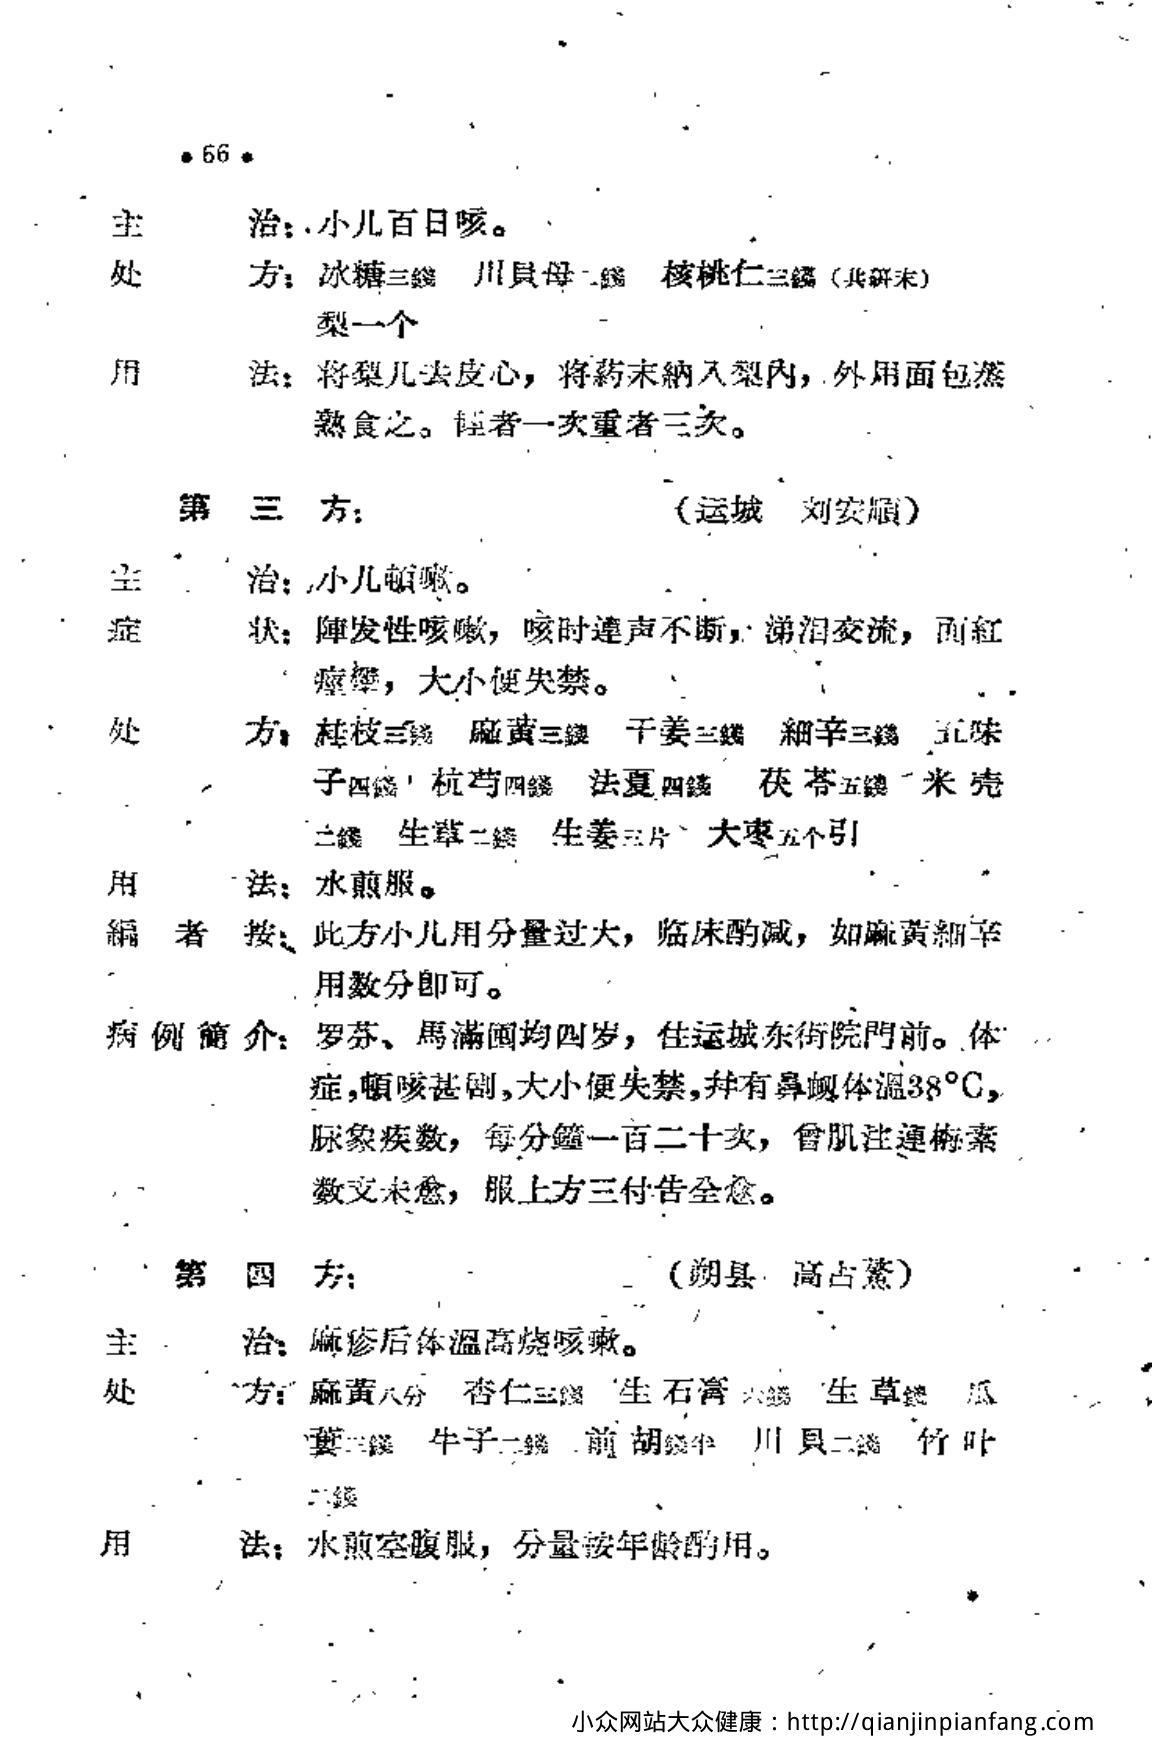 • 66 •
主 治：小儿百日咳。
处 方：冰糖三錢 川貝母二錢 核桃仁三錢（共研末）
梨一个
用 法：将梨儿去皮心，将药末納入梨內，外用面包蒸
熟食之。轻者一次重者三次。
第 三 方： （运城 刘安順）
主 治：小儿頓嗽。
症 状：陣发性咳嗽，咳时連声不断，涕泪交流，面紅
痙攣，大小便失禁。
处 方：桂枝三錢 麻黃三錢 干姜三錢 細辛三錢 五味
子四錢 杭芍四錢 法夏四錢 茯苓五錢 米壳
二錢 生草二錢 生姜三片 大枣五个引
用 法：水煎服。
編 者 按：此方小儿用分量过大，临床酌减，如麻黃細辛
用数分即可。
病 例 簡 介：罗芬、馬滿囤均四岁，住运城东街院門前。体
症，頓咳甚剧，大小便失禁，幷有鼻衂体溫38°C，
脉象疾数，每分鐘一百二十次，曾肌注連梅素
数文未愈，服上方三付告全愈。
第 四 方： （朔县 高占鰲）
主 治：麻疹后体溫高烧咳嗽。
处 方：麻黃八分 杏仁三錢 生石膏六錢 生草錢 瓜
蔞三錢 牛子二錢 前胡錢半 川貝二錢 竹叶
二錢
用 法：水煎空腹服，分量按年龄酌用。
小众网站大众健康：http://qianjinpianfang.com